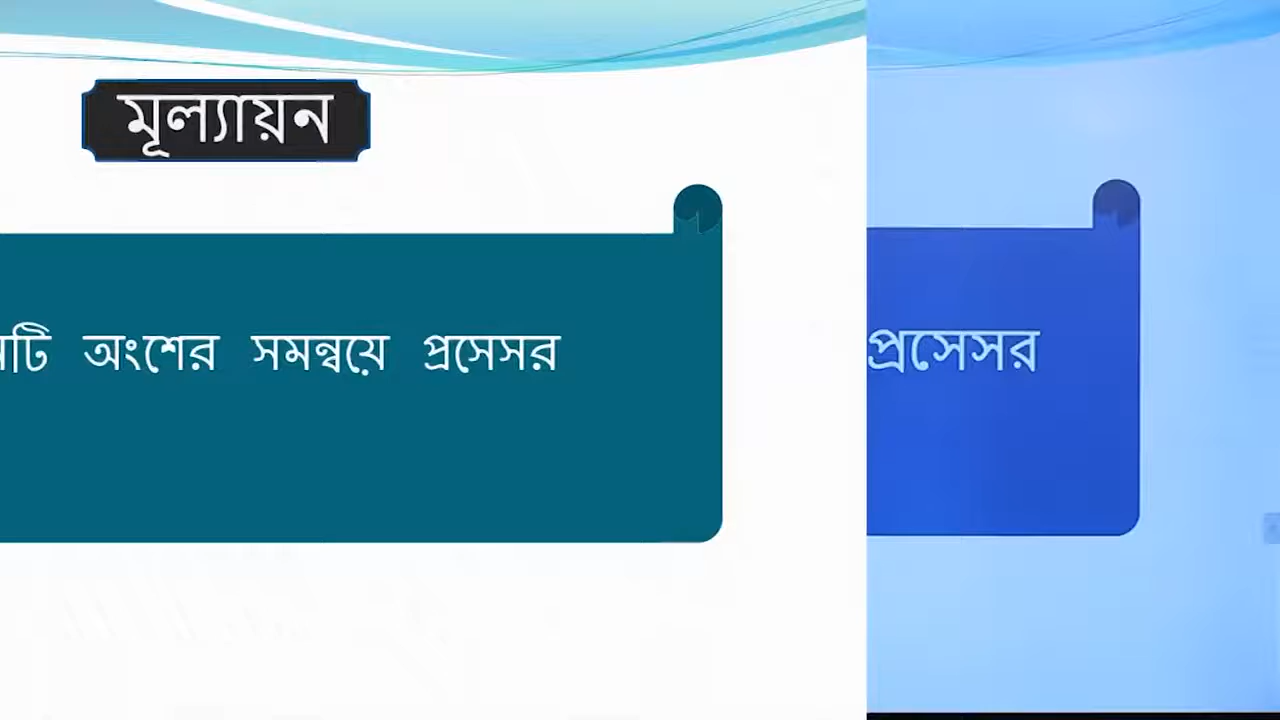 মূল্যায়ন
অংশের সমন্বয়ে প্রসেসর
প্রসেসর